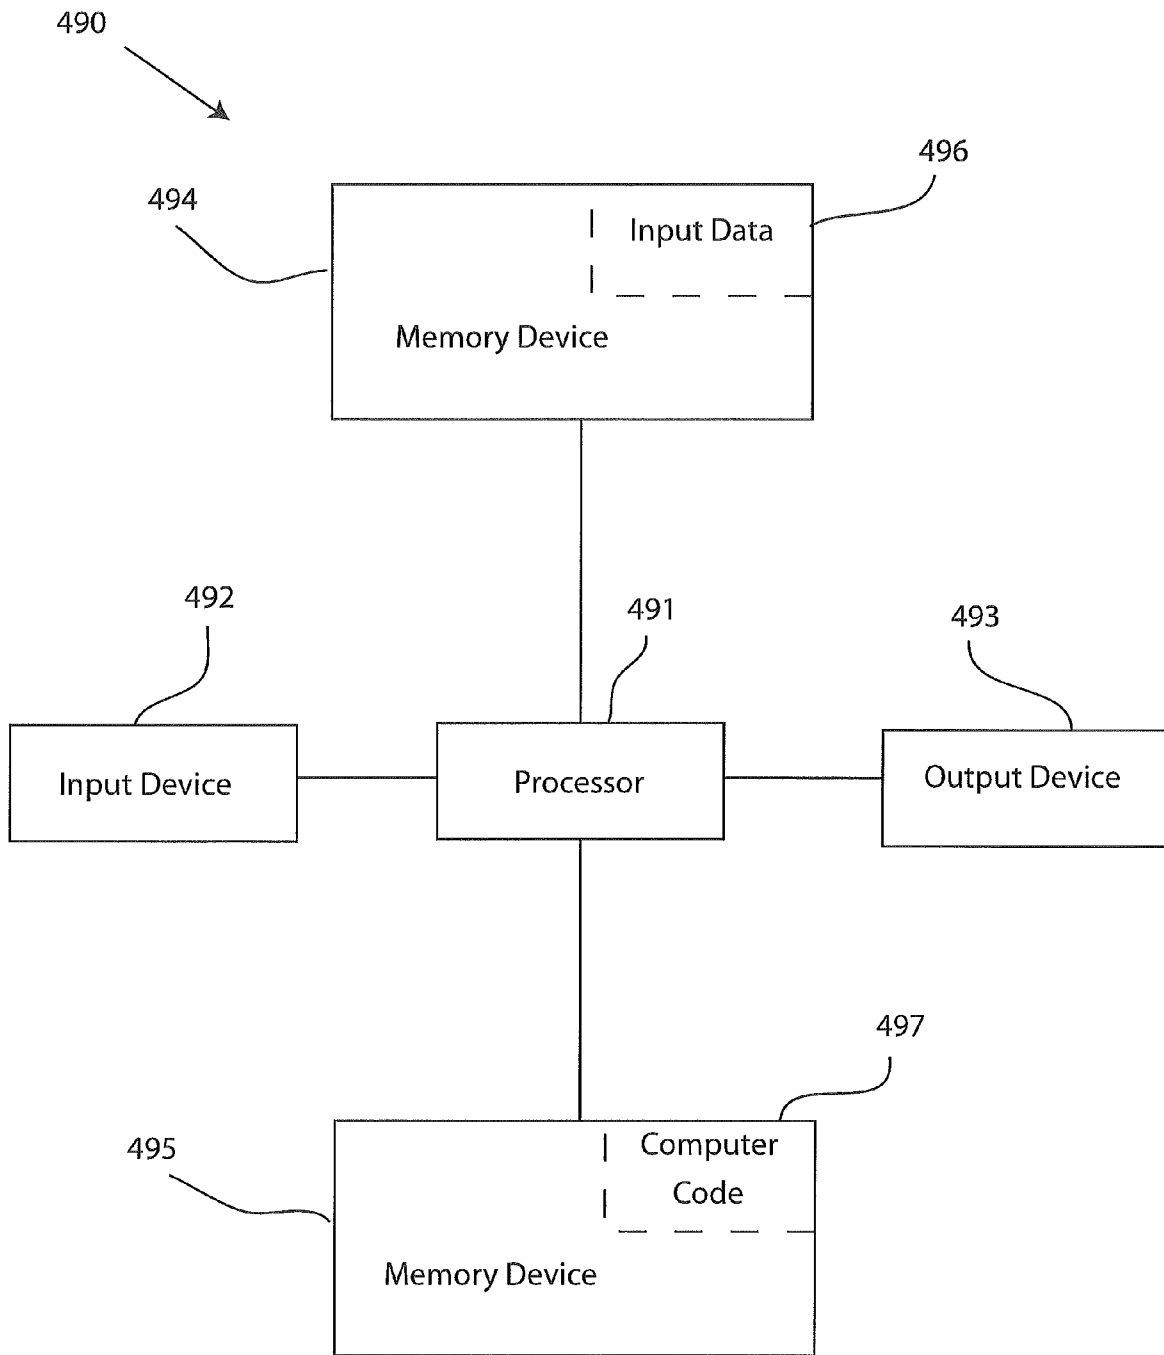 490
496
494
Input Data
Memory Device
492
491
493
Input Device
Processor
Output Device
497
495
Computer
Code
Memory Device